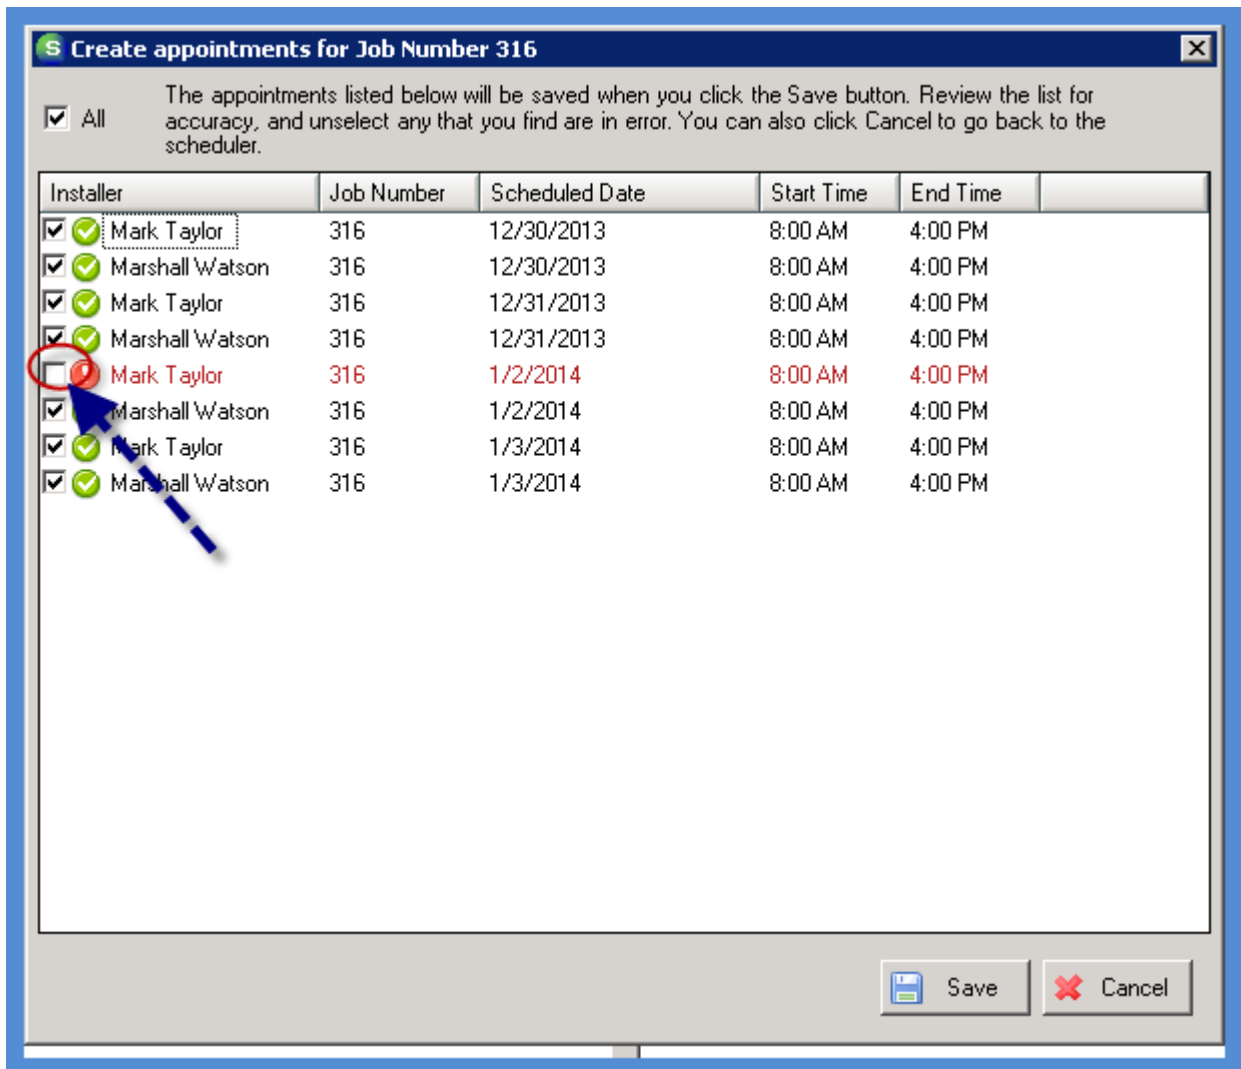 S Create appointments for Job Number 316
All
The appointments listed below will be saved when you click the Save button. Review the list for
accuracy, and unselect any that you find are in error. You can also click Cancel to go back to the
scheduler.
Installer Job Number Scheduled Date Start Time End Time
Mark Taylor 316 12/30/2013 8:00 AM 4:00 PM
Marshall Watson 316 12/30/2013 8:00 AM 4:00 PM
Mark Taylor 316 12/31/2013 8:00 AM 4:00 PM
Marshall Watson 316 12/31/2013 8:00 AM 4:00 PM
Mark Taylor 316 1/2/2014 8:00 AM 4:00 PM
Marshall Watson 316 1/2/2014 8:00 AM 4:00 PM
Mark Taylor 316 1/3/2014 8:00 AM 4:00 PM
Marshall Watson 316 1/3/2014 8:00 AM 4:00 PM
Save Cancel